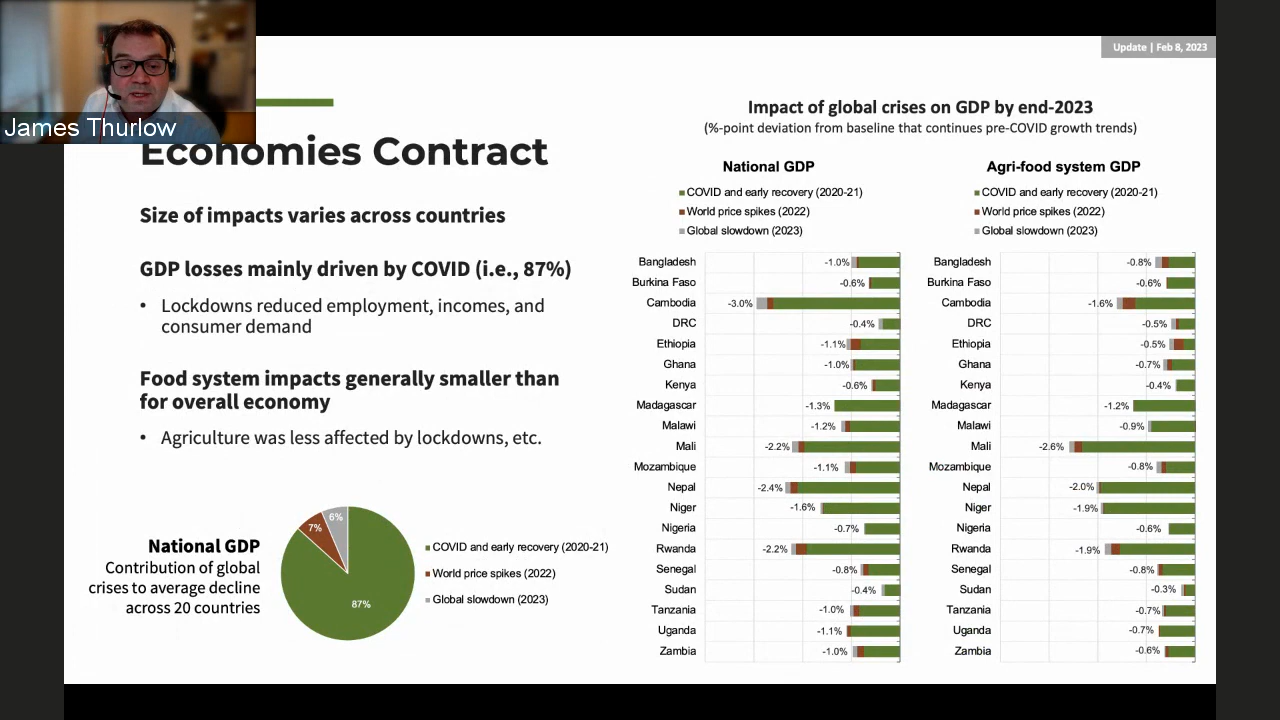 James Thurlow
Update | Feb 8, 2023
Economies Contract
Size of impacts varies across countries
GDP losses mainly driven by COVID (i.e., 87%)
• Lockdowns reduced employment, incomes, and
consumer demand
Food system impacts generally smaller than
for overall economy
• Agriculture was less affected by lockdowns, etc.
National GDP
Contribution of global
crises to average decline
across 20 countries
6%
7%
87%
COVID and early recovery (2020-21)
World price spikes (2022)
Global slowdown (2023)
Impact of global crises on GDP by end-2023
(%-point deviation from baseline that continues pre-COVID growth trends)
National GDP
COVID and early recovery (2020-21)
World price spikes (2022)
Global slowdown (2023)
Bangladesh -1.0%
Burkina Faso -0.6%
Cambodia -3.0%
DRC -0.4%
Ethiopia -1.1%
Ghana -1.0%
Kenya -0.6%
Madagascar -1.3%
Malawi -1.2%
Mali -2.2%
Mozambique -1.1%
Nepal -2.4%
Niger -1.6%
Nigeria -0.7%
Rwanda -2.2%
Senegal -0.8%
Sudan -0.4%
Tanzania -1.0%
Uganda -1.1%
Zambia -1.0%
Agri-food system GDP
COVID and early recovery (2020-21)
World price spikes (2022)
Global slowdown (2023)
Bangladesh -0.8%
Burkina Faso -0.6%
Cambodia -1.6%
DRC -0.5%
Ethiopia -0.5%
Ghana -0.7%
Kenya -0.4%
Madagascar -1.2%
Malawi -0.9%
Mali -2.6%
Mozambique -0.8%
Nepal -2.0%
Niger -1.9%
Nigeria -0.6%
Rwanda -1.9%
Senegal -0.8%
Sudan -0.3%
Tanzania -0.7%
Uganda -0.7%
Zambia -0.6%